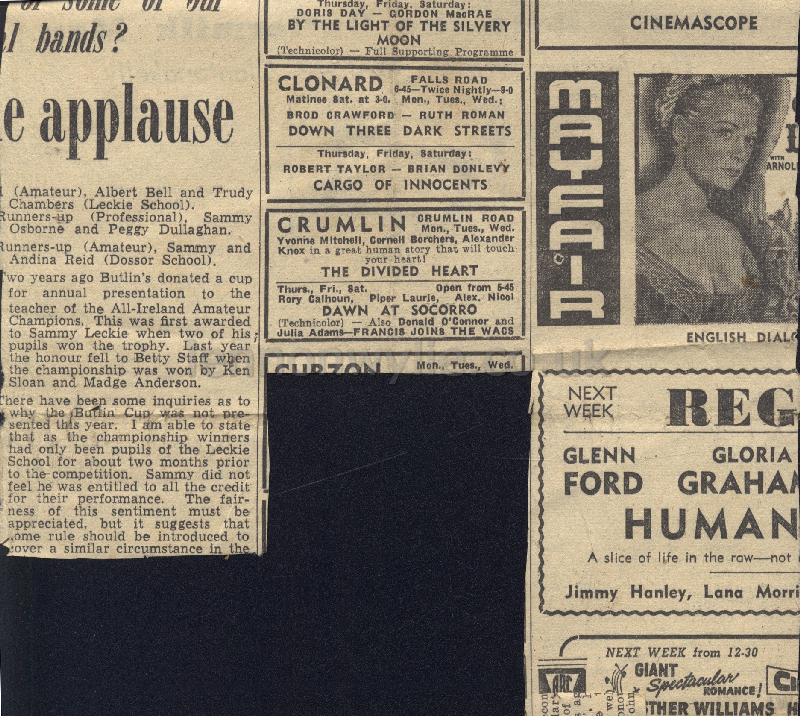 or some of our
l bands?
e applause
(Amateur), Albert Bell and Trudy
Chambers (Leckie School).
Runners-up (Professional), Sammy
Osborne and Peggy Dullaghan.
Runners-up (Amateur), Sammy and
Andina Reid (Dossor School).
Two years ago Butlin's donated a cup
for annual presentation to the
teacher of the All-Ireland Amateur
Champions. This was first awarded
to Sammy Leckie when two of his
pupils won the trophy. Last year
the honour fell to Betty Staff when
the championship was won by Ken
Sloan and Madge Anderson.
There have been some inquiries as to
why the Butlin Cup was not pre-
sented this year. I am able to state
that as the championship winners
had only been pupils of the Leckie
School for about two months prior
to the competition. Sammy did not
feel he was entitled to all the credit
for their performance. The fair-
ness of this sentiment must be
appreciated, but it suggests that
some rule should be introduced to
cover a similar circumstance in the
Thursday, Friday, Saturday:
DORIS DAY — GORDON MacRAE
BY THE LIGHT OF THE SILVERY
MOON
(Technicolor) — Full Supporting Programme
CLONARD FALLS ROAD
6-45—Twice Nightly—9-0
Matinee Sat. at 3-0. Mon., Tues., Wed.:
BROD CRAWFORD — RUTH ROMAN
DOWN THREE DARK STREETS
Thursday, Friday, Saturday:
ROBERT TAYLOR — BRIAN DONLEVY
CARGO OF INNOCENTS
CRUMLIN CRUMLIN ROAD
Mon., Tues., Wed.
Yvonne Mitchell, Cornell Borchers, Alexander
Knox in a great human story that will touch
your heart!
THE DIVIDED HEART
Thurs., Fri., Sat. Open from 5-45
Rory Calhoun, Piper Laurie, Alex. Nicol
DAWN AT SOCORRO
(Technicolor) — Also Donald O'Connor and
Julia Adams—FRANCIS JOINS THE WACS
CURZON Mon., Tues., Wed.
CINEMASCOPE
MAYFAIR
WITH
ARNOL
ENGLISH DIALO
NEXT
WEEK
REG
GLENN GLORIA
FORD GRAHAM
HUMAN
A slice of life in the raw—not
Jimmy Hanley, Lana Morri
NEXT WEEK from 12-30
ABC
GIANT
Spectacular
ROMANCE!
Ci
STHER WILLIAMS H